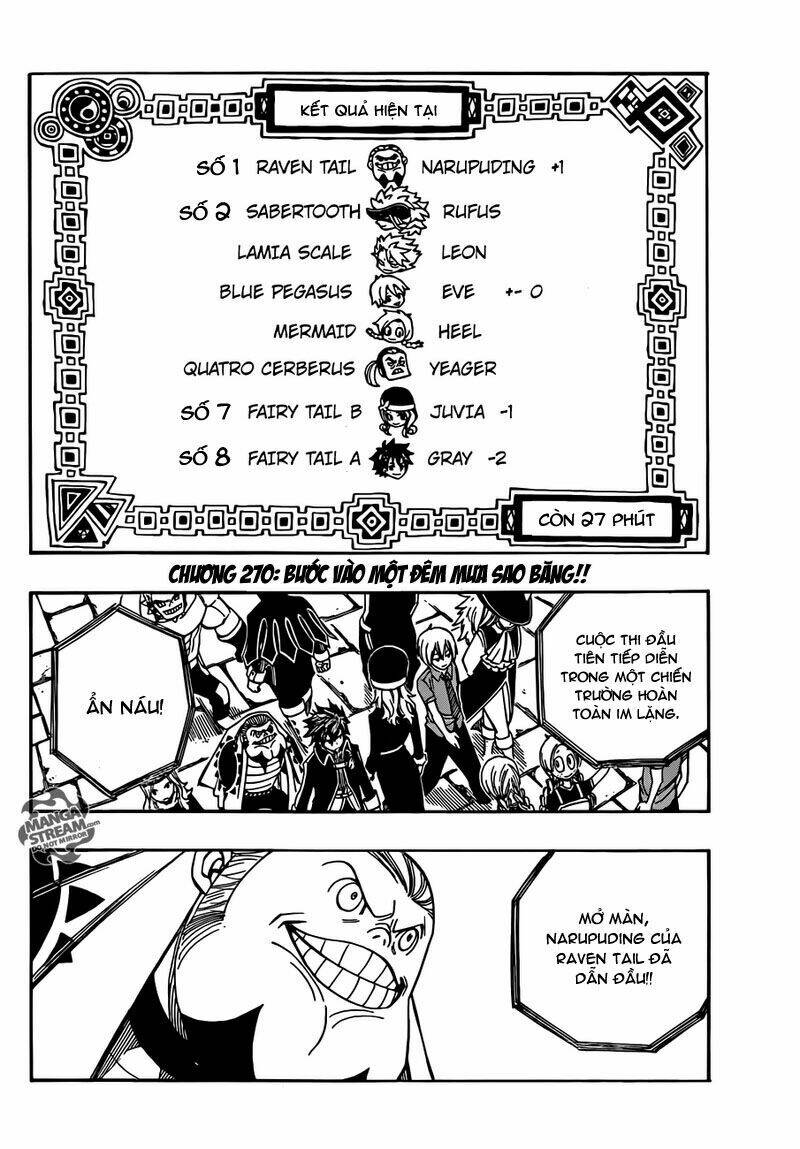 KẾT QUẢ HIỆN TẠI
SỐ 1 RAVEN TAIL NARUPUDING +1
SỐ 2 SABERTOOTH RUFUS
LAMIA SCALE LEON
BLUE PEGASUS EVE +- 0
MERMAID HEEL
QUATRO CERBERUS YEAGER
SỐ 7 FAIRY TAIL B JUVIA -1
SỐ 8 FAIRY TAIL A GRAY -2
CÒN 27 PHÚT
CHƯƠNG 270: BƯỚC VÀO MỘT ĐÊM MƯA SAO BĂNG!!
CUỘC THI ĐẦU
TIÊN TIẾP DIỄN
TRONG MỘT CHIẾN
TRƯỜNG HOÀN
TOÀN IM LẶNG.
ẨN NÁU!
MANGA
STREAM.com
DO NOT MIRROR
MỞ MÀN,
NARUPUDING CỦA
RAVEN TAIL ĐÃ
DẪN ĐẦU!!